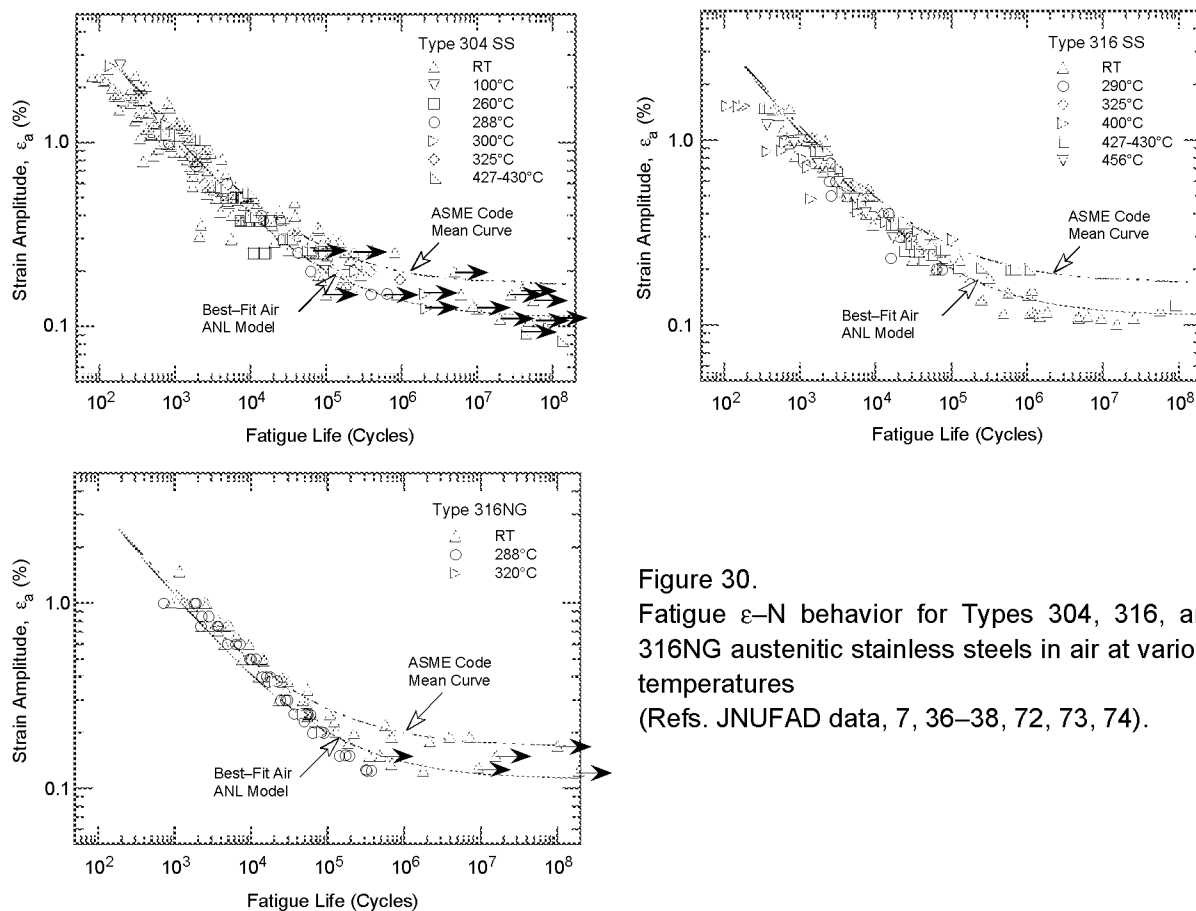 Type 304 SS
RT
100°C
260°C
288°C
300°C
325°C
427-430°C
ASME Code
Mean Curve
Best–Fit Air
ANL Model
Strain Amplitude, εa (%)
1.0
0.1
10² 10³ 10⁴ 10⁵ 10⁶ 10⁷ 10⁸
Fatigue Life (Cycles)
Type 316 SS
RT
290°C
325°C
400°C
427-430°C
456°C
ASME Code
Mean Curve
Best–Fit Air
ANL Model
Strain Amplitude, εa (%)
1.0
0.1
10² 10³ 10⁴ 10⁵ 10⁶ 10⁷ 10⁸
Fatigue Life (Cycles)
Type 316NG
RT
288°C
320°C
ASME Code
Mean Curve
Best–Fit Air
ANL Model
Strain Amplitude, εa (%)
1.0
0.1
10² 10³ 10⁴ 10⁵ 10⁶ 10⁷ 10⁸
Fatigue Life (Cycles)
Figure 30.
Fatigue ε–N behavior for Types 304, 316, a
316NG austenitic stainless steels in air at vario
temperatures
(Refs. JNUFAD data, 7, 36–38, 72, 73, 74).